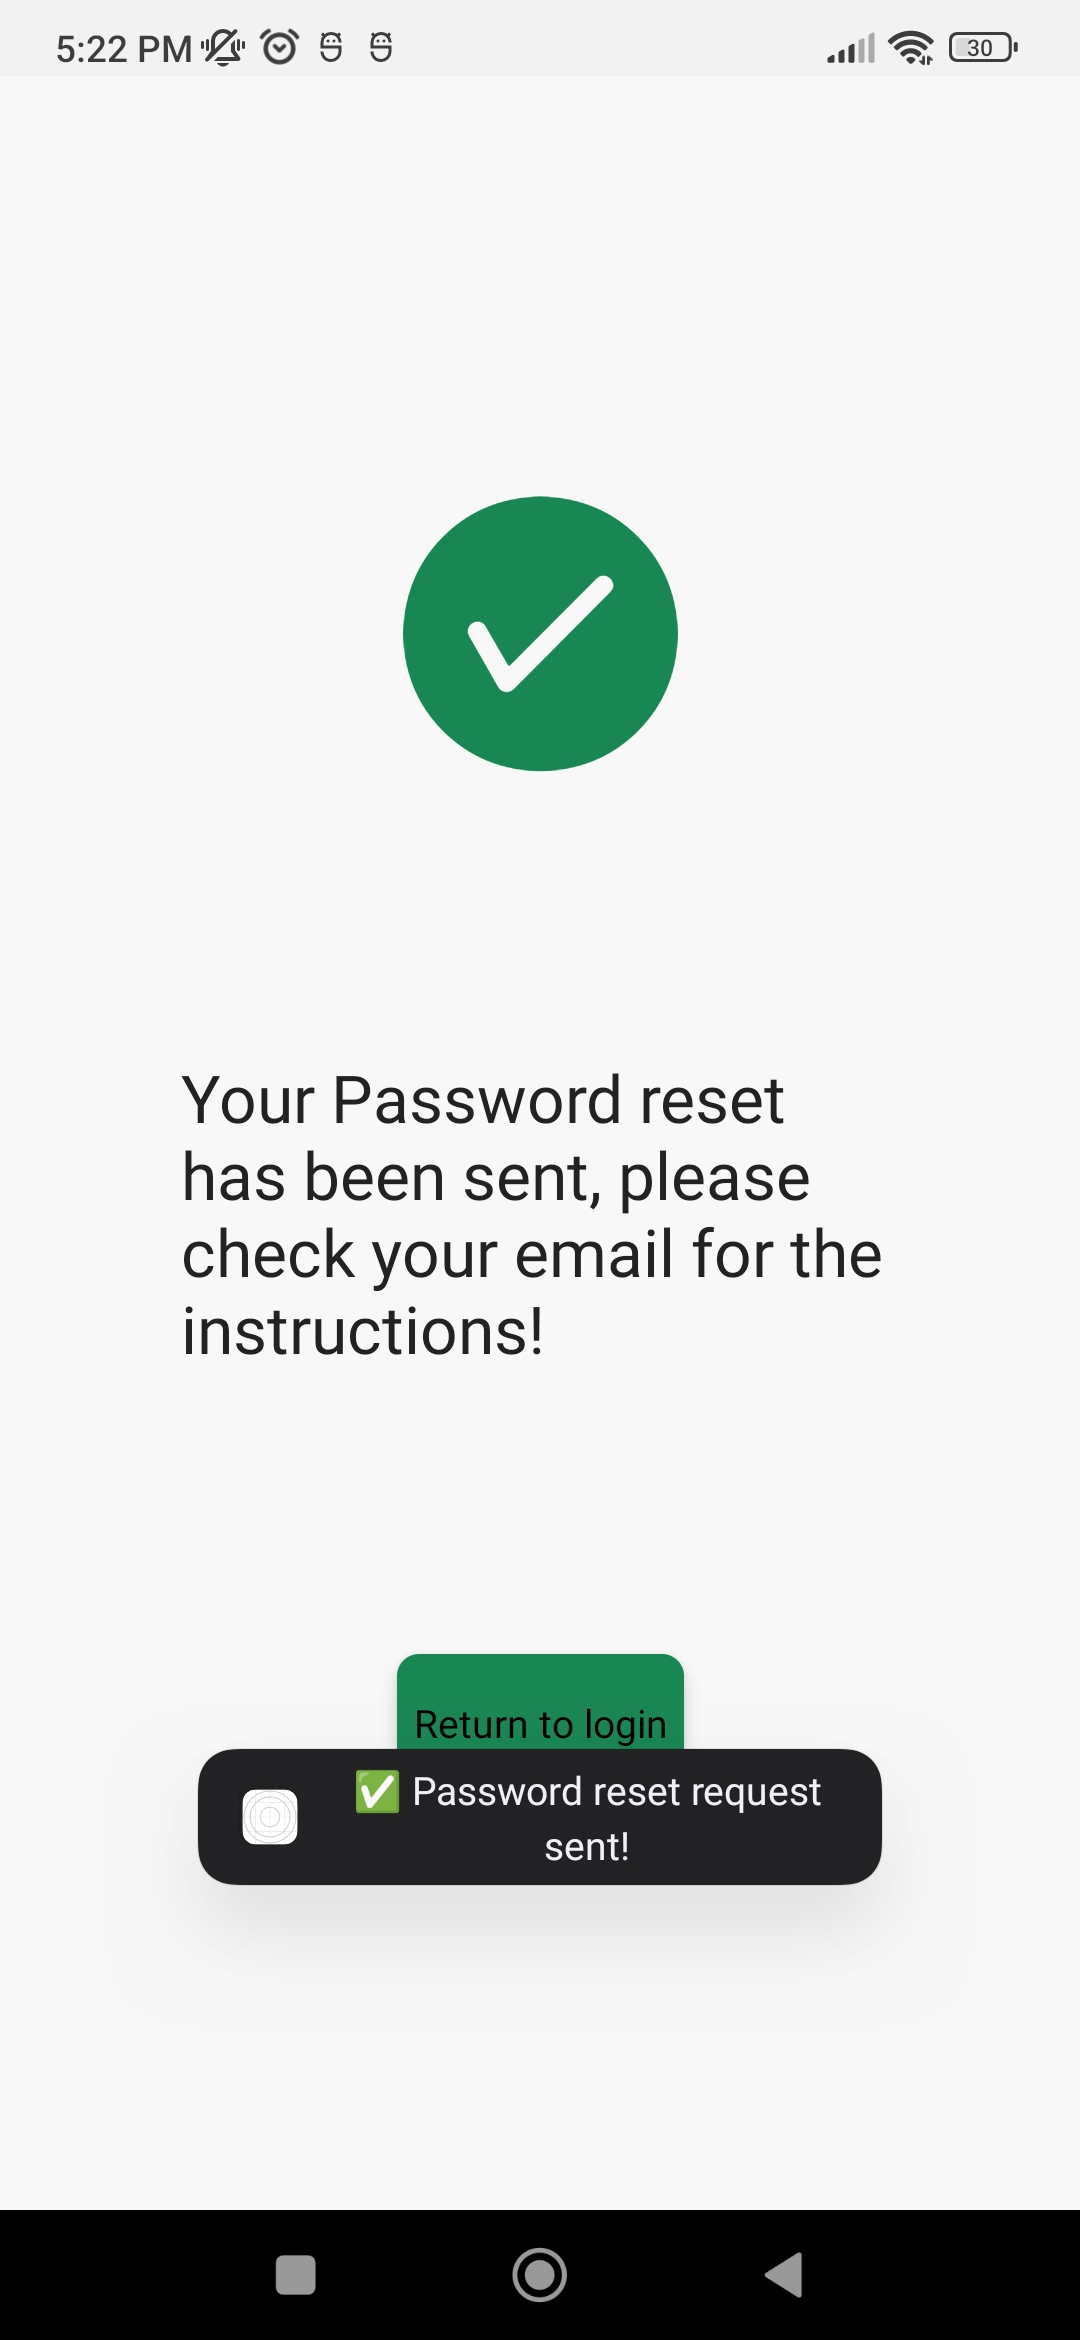 5:22 PM
30
Your Password reset
has been sent, please
check your email for the
instructions!
Return to login
✅ Password reset request
sent!